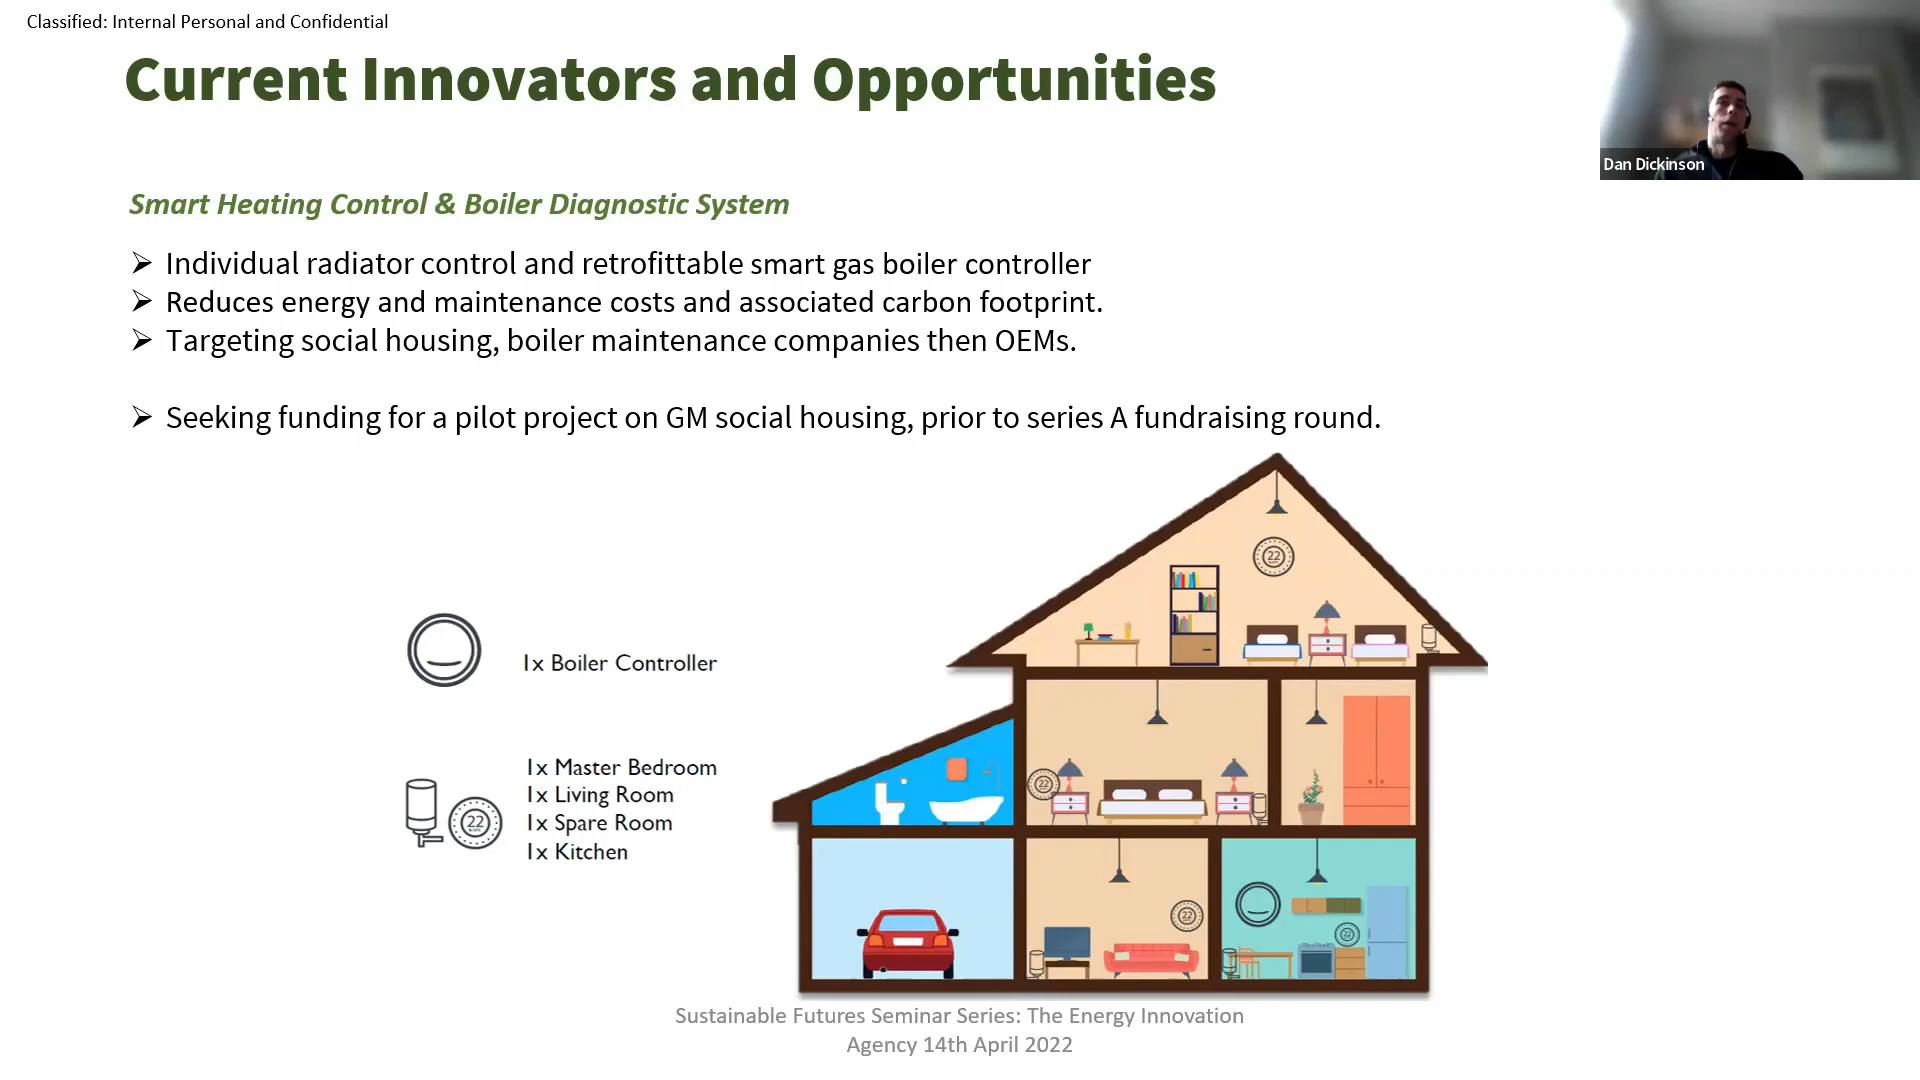 Classified: Internal Personal and Confidential
Current Innovators and Opportunities
Dan Dickinson
Smart Heating Control & Boiler Diagnostic System
Individual radiator control and retrofittable smart gas boiler controller
Reduces energy and maintenance costs and associated carbon footprint.
Targeting social housing, boiler maintenance companies then OEMs.
Seeking funding for a pilot project on GM social housing, prior to series A fundraising round.
1x Boiler Controller
1x Master Bedroom
1x Living Room
1x Spare Room
1x Kitchen
22
22
22
22
22
Sustainable Futures Seminar Series: The Energy Innovation
Agency 14th April 2022